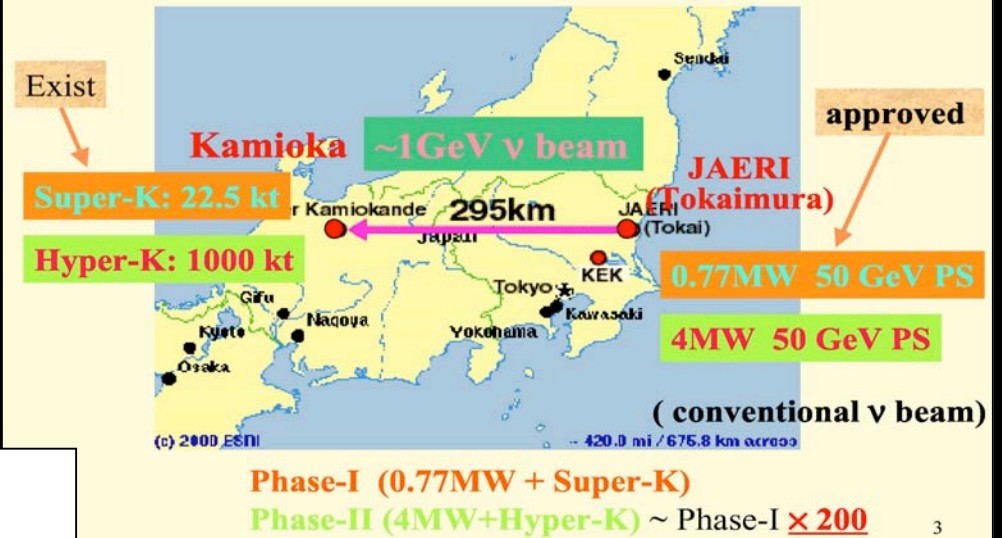 Sendai
Exist
approved
Kamioka
~1GeV ν beam
JAERI
(Tokaimura)
Super-K: 22.5 kt
er Kamiokande
295km
JAERI
(Tokai)
Japan
Hyper-K: 1000 kt
KEK
0.77MW 50 GeV PS
Tokyo
Gifu
Kawasaki
Nagoya
Yokohama
Kyoto
4MW 50 GeV PS
Osaka
( conventional ν beam)
(c) 2000 ESRI
~ 420.0 mi / 675.8 km across
Phase-I (0.77MW + Super-K)
Phase-II (4MW+Hyper-K) ~ Phase-I × 200
3